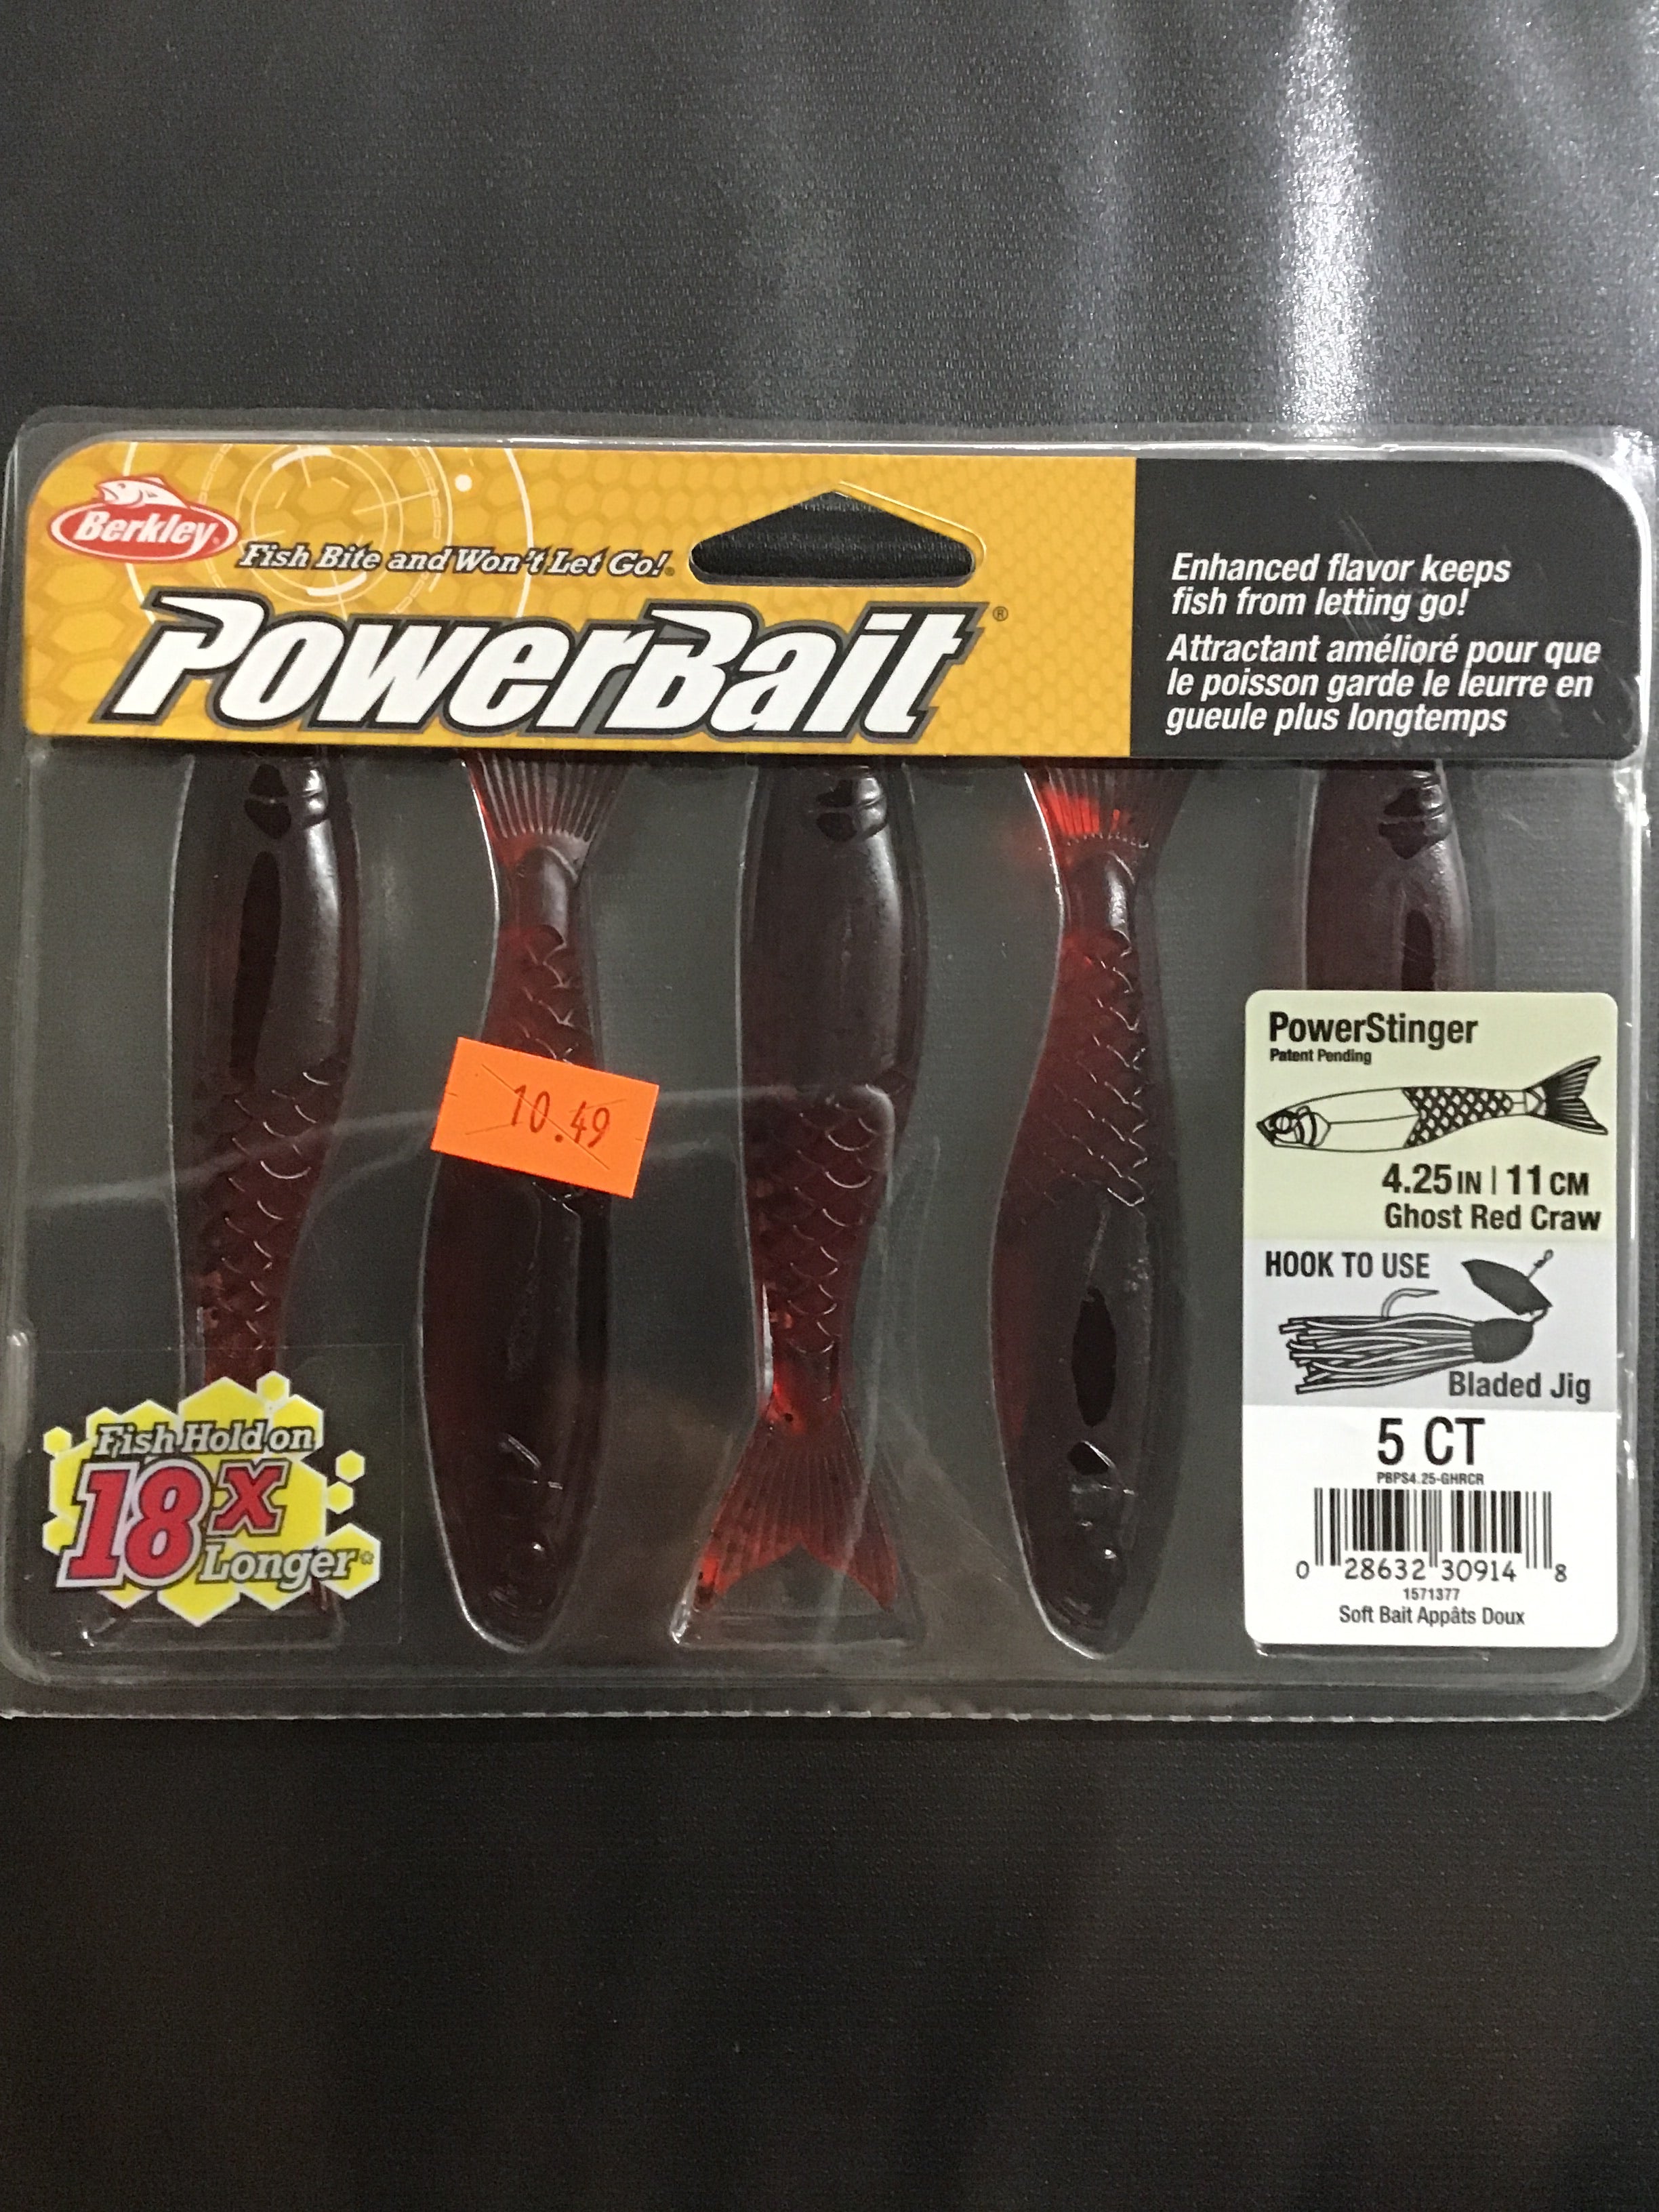 Berkley
Fish Bite and Won't Let Go!®
PowerBait®
Enhanced flavor keeps
fish from letting go!
Attractant amélioré pour que
le poisson garde le leurre en
gueule plus longtemps
10.49
Fish Hold on
18x
Longer*
PowerStinger
Patent Pending
4.25 IN | 11 CM
Ghost Red Craw
HOOK TO USE
Bladed Jig
5 CT
PBPS4.25-GHRCR
0 28632 30914 8
1571377
Soft Bait Appâts Doux